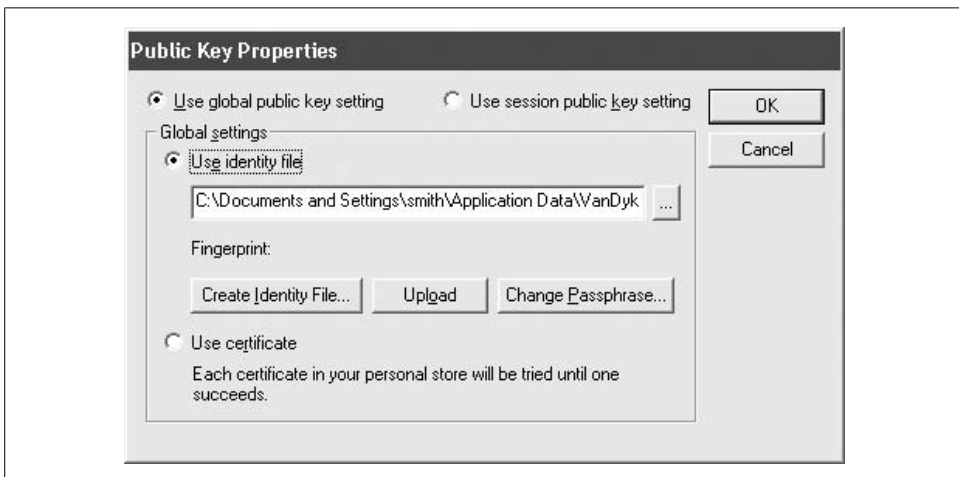 Public Key Properties
Use global public key setting
Use session public key setting
OK
Cancel
Global settings
Use identity file
C:\Documents and Settings\smith\Application Data\VanDyk
...
Fingerprint:
Create Identity File...
Upload
Change Passphrase...
Use certificate
Each certificate in your personal store will be tried until one
succeeds.